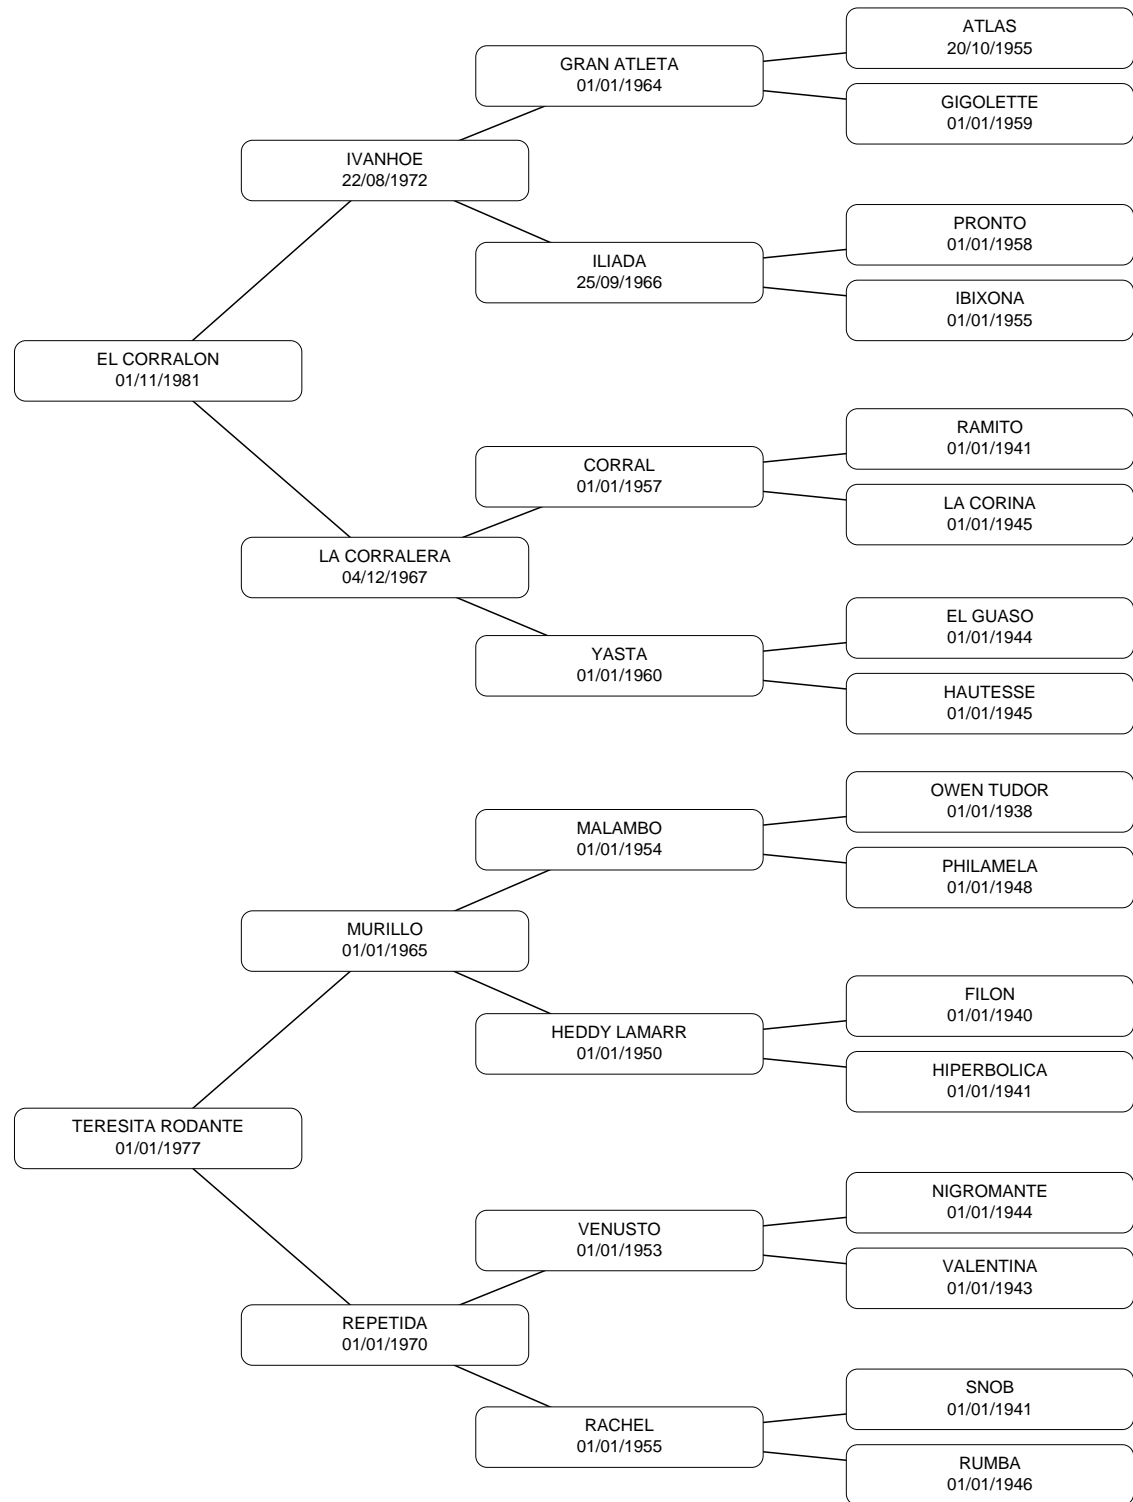 ATLAS
20/10/1955
GRAN ATLETA
01/01/1964
GIGOLETTE
01/01/1959
IVANHOE
22/08/1972
PRONTO
01/01/1958
ILIADA
25/09/1966
IBIXONA
01/01/1955
EL CORRALON
01/11/1981
RAMITO
01/01/1941
CORRAL
01/01/1957
LA CORINA
01/01/1945
LA CORRALERA
04/12/1967
EL GUASO
01/01/1944
YASTA
01/01/1960
HAUTESSE
01/01/1945
OWEN TUDOR
01/01/1938
MALAMBO
01/01/1954
PHILAMELA
01/01/1948
MURILLO
01/01/1965
FILON
01/01/1940
HEDDY LAMARR
01/01/1950
HIPERBOLICA
01/01/1941
TERESITA RODANTE
01/01/1977
NIGROMANTE
01/01/1944
VENUSTO
01/01/1953
VALENTINA
01/01/1943
REPETIDA
01/01/1970
SNOB
01/01/1941
RACHEL
01/01/1955
RUMBA
01/01/1946